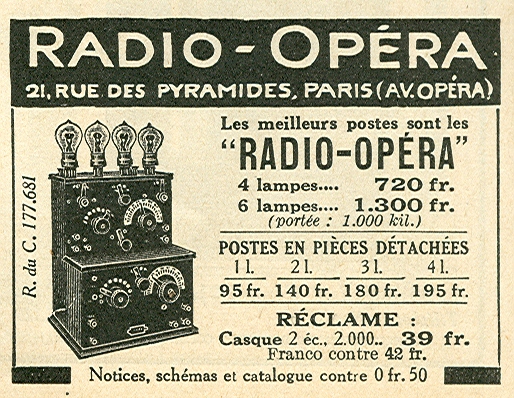 RADIO-OPÉRA
21, RUE DES PYRAMIDES, PARIS (AV. OPÉRA)
R. du C. 177.681
Les meilleurs postes sont les
"RADIO-OPÉRA"
4 lampes.... 720 fr.
6 lampes.... 1.300 fr.
(portée : 1.000 kil.)
POSTES EN PIÈCES DÉTACHÉES
1 l. 2 l. 3 l. 4 l.
95 fr. 140 fr. 180 fr. 195 fr.
RÉCLAME :
Casque 2 éc., 2.000.. 39 fr.
Franco contre 42 fr.
Notices, schémas et catalogue contre 0 fr. 50